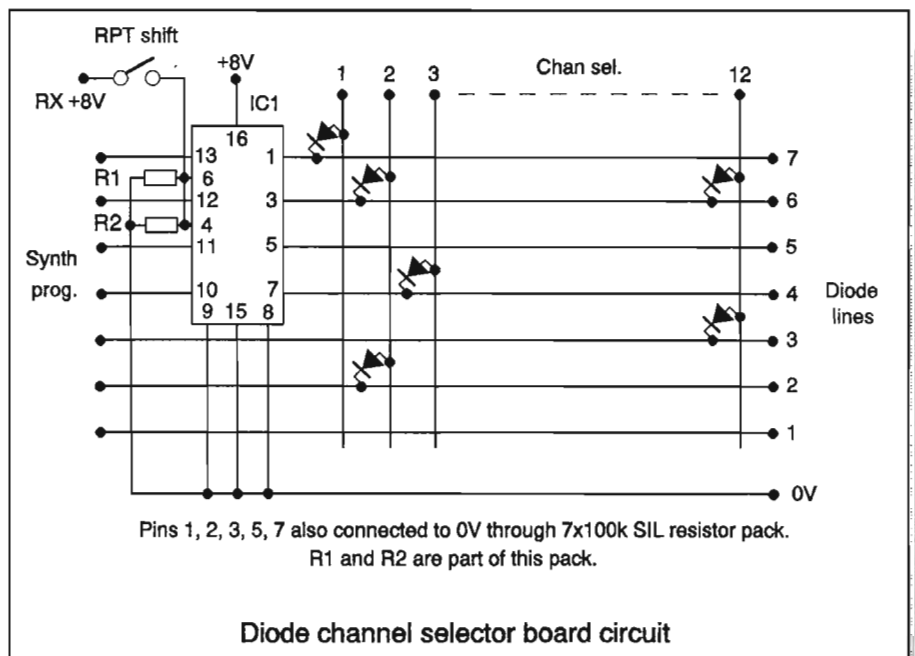 RPT shift
RX +8V
+8V
IC1
1 2 3 Chan sel. 12
16
13 1 7
R1 6
12 3 6
R2 4
11 5 5
Synth
prog.
10 7 4
Diode
lines
9 15 8
3
2
1
0V
Pins 1, 2, 3, 5, 7 also connected to 0V through 7x100k SIL resistor pack.
R1 and R2 are part of this pack.
Diode channel selector board circuit